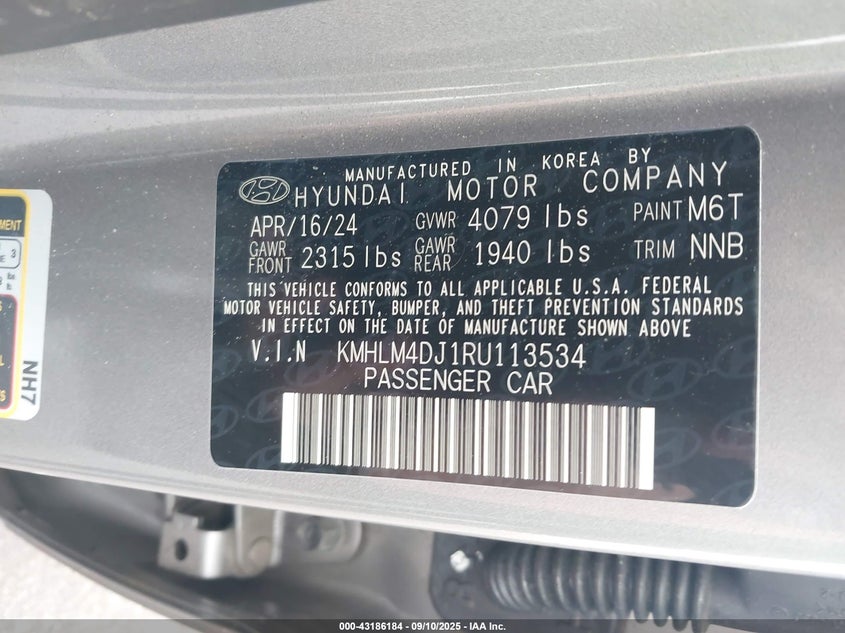 MANUFACTURED IN KOREA BY
HYUNDAI MOTOR COMPANY
APR/16/24 GVWR 4079 lbs PAINT M6T
GAWR FRONT 2315 lbs GAWR REAR 1940 lbs TRIM NNB
THIS VEHICLE CONFORMS TO ALL APPLICABLE U.S.A. FEDERAL
MOTOR VEHICLE SAFETY, BUMPER, AND THEFT PREVENTION STANDARDS
IN EFFECT ON THE DATE OF MANUFACTURE SHOWN ABOVE
V.I.N KMHLM4DJ1RU113534
PASSENGER CAR
NH7
000-43186184 - 09/10/2025 - IAA Inc.